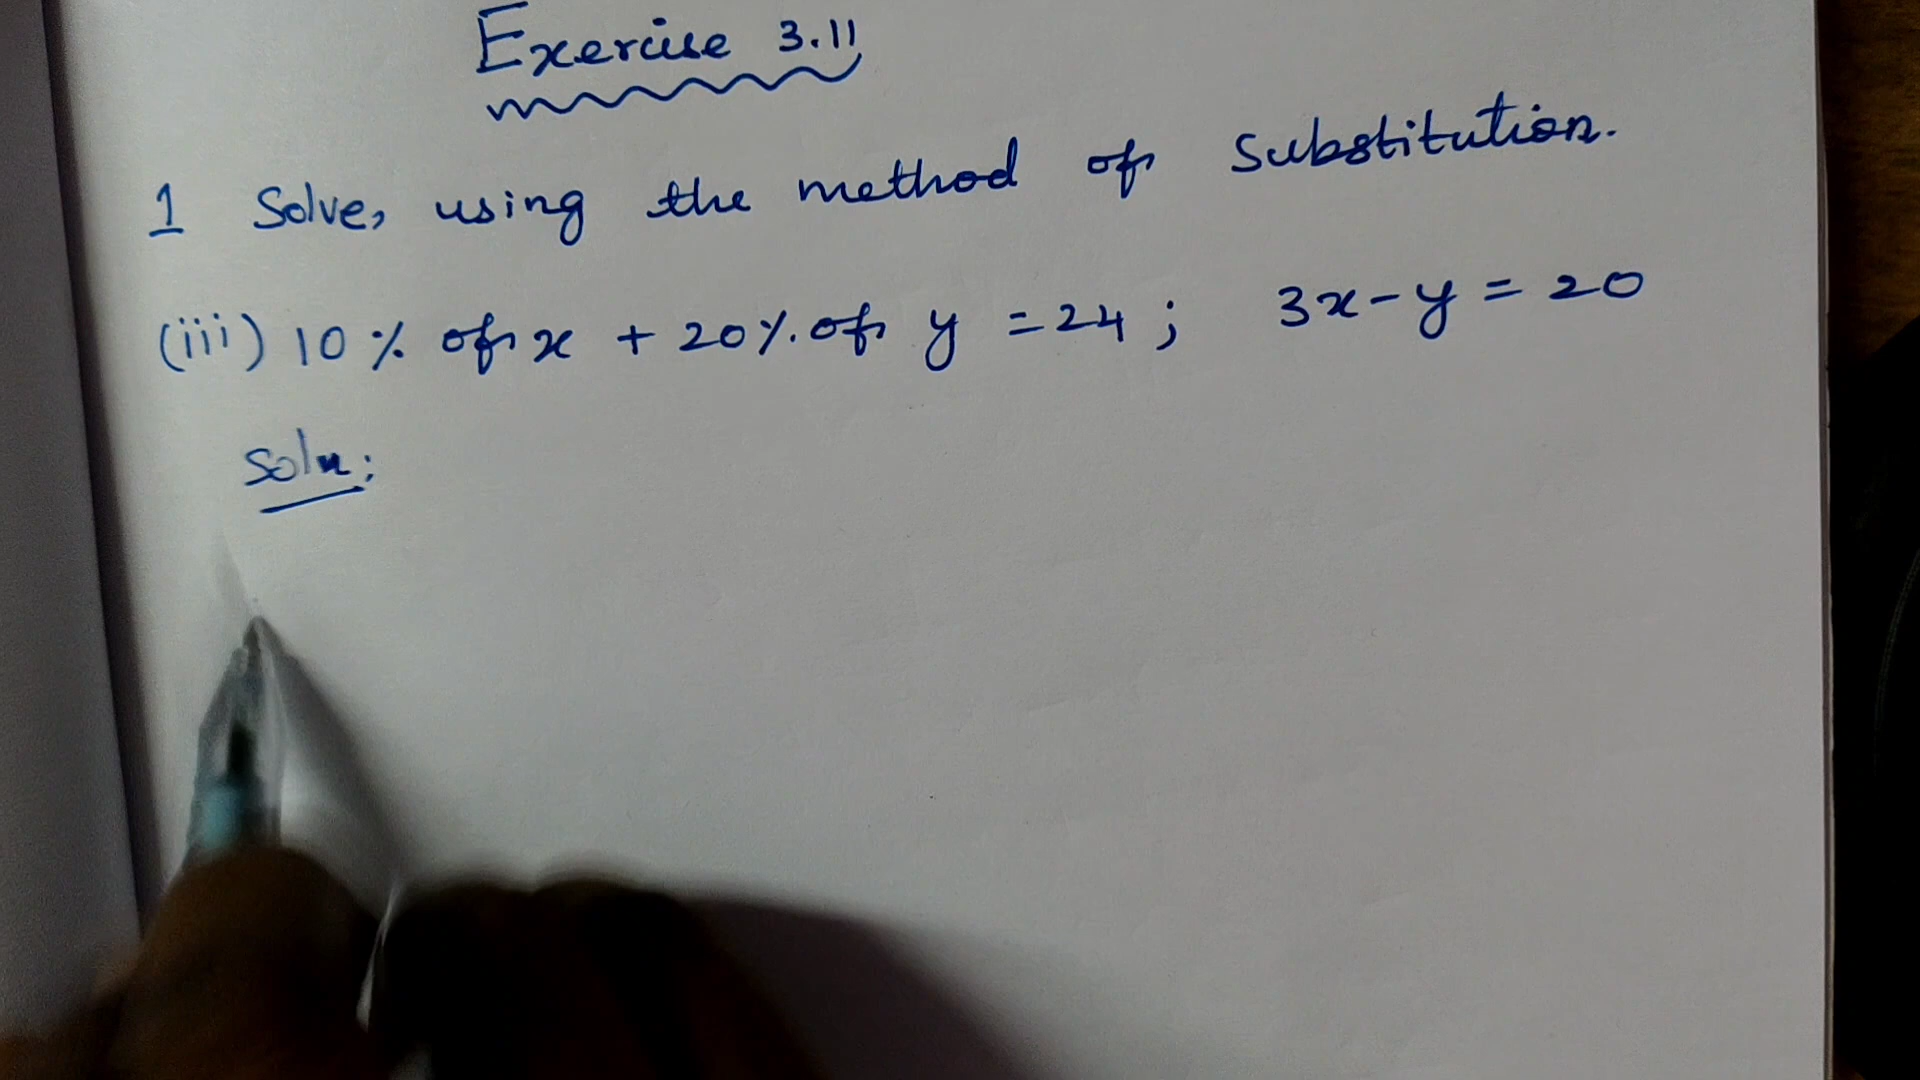 Exercise 3.11
1 Solve, using the method of substitution.
(iii) 10% of x + 20% of y = 24; 3x-y = 20
Soln: